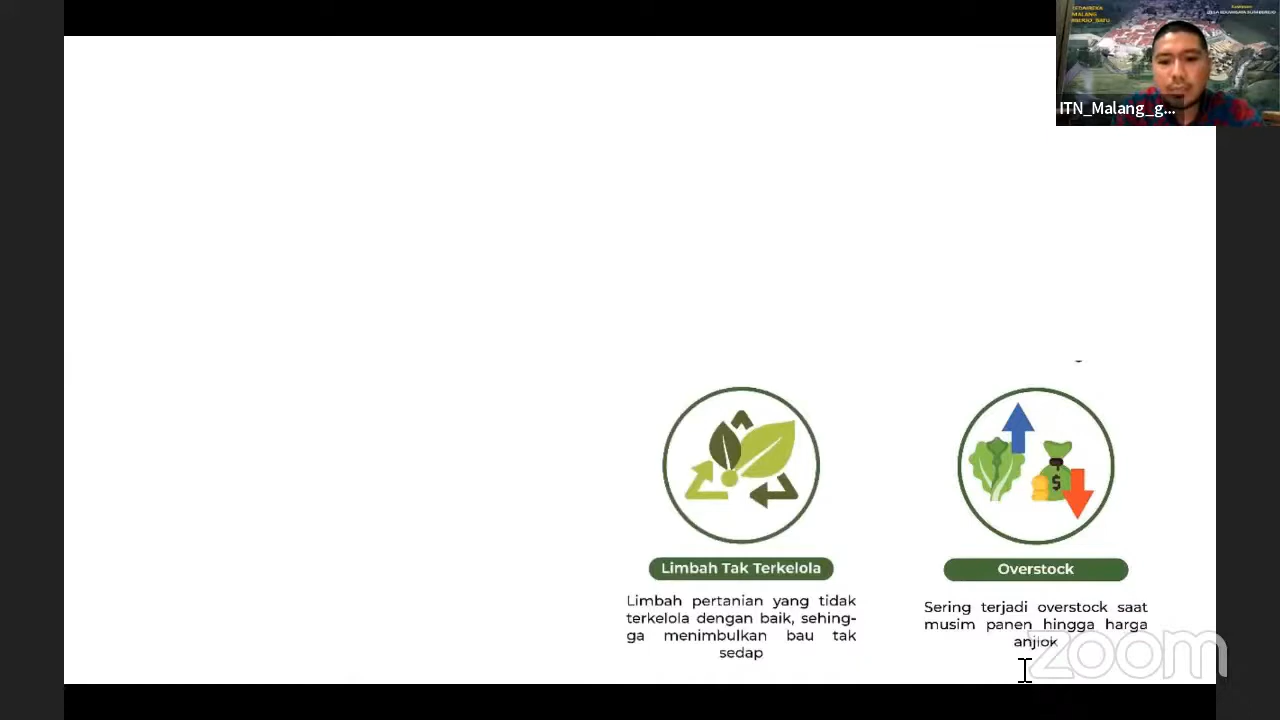 MALANG
ITN_Malang_g...
$
Limbah Tak Terkelola
Limbah pertanian yang tidak
terkelola dengan baik, sehing-
ga menimbulkan bau tak
sedap
Overstock
Sering terjadi overstock saat
musim panen hingga harga
anjlok
zoom